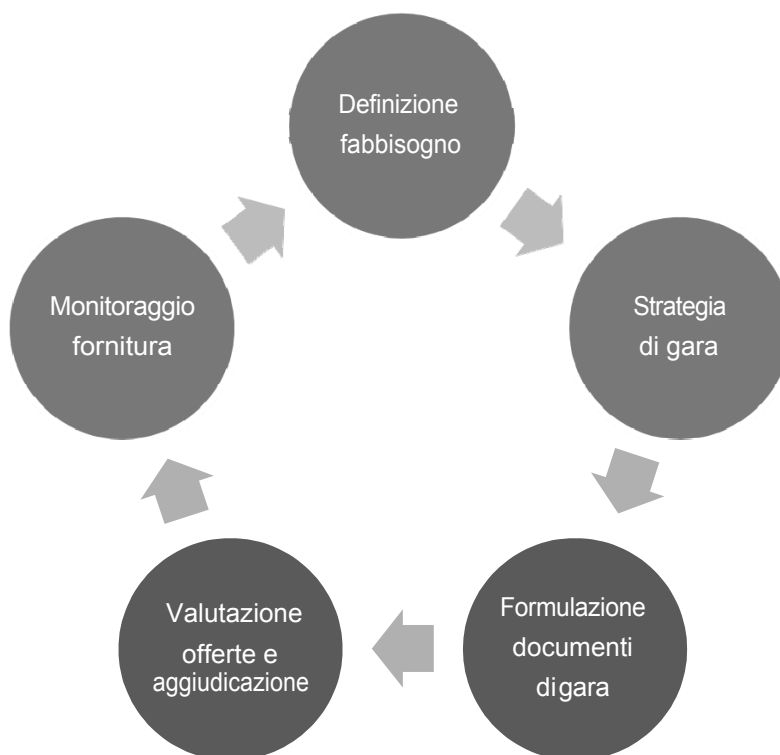 Definizione
fabbisogno
Strategia
di gara
Formulazione
documenti
digara
Valutazione
offerte e
aggiudicazione
Monitoraggio
fornitura